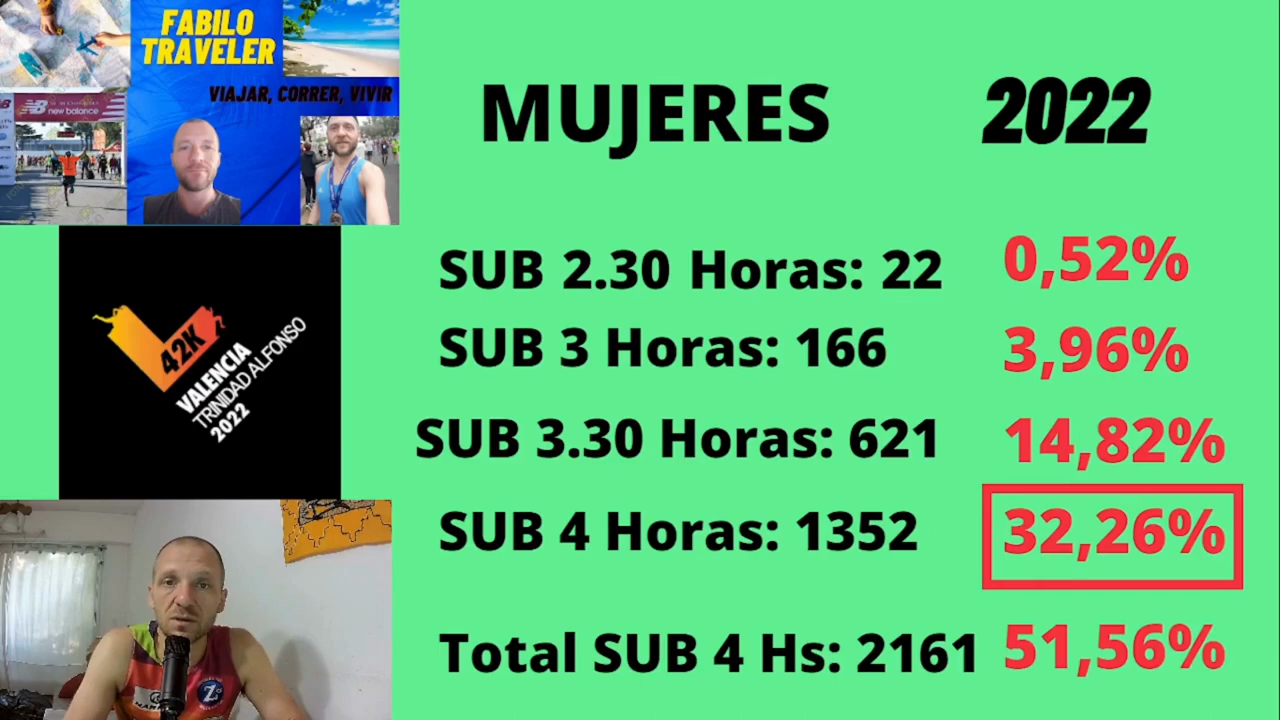 FABILO
TRAVELER
VIAJAR, CORRER, VIVIR
new balance
MUJERES 2022
SUB 2.30 Horas: 22 0,52%
SUB 3 Horas: 166 3,96%
SUB 3.30 Horas: 621 14,82%
SUB 4 Horas: 1352 32,26%
Total SUB 4 Hs: 2161 51,56%
42K
VALENCIA
TRINIDAD ALFONSO
2022
Z